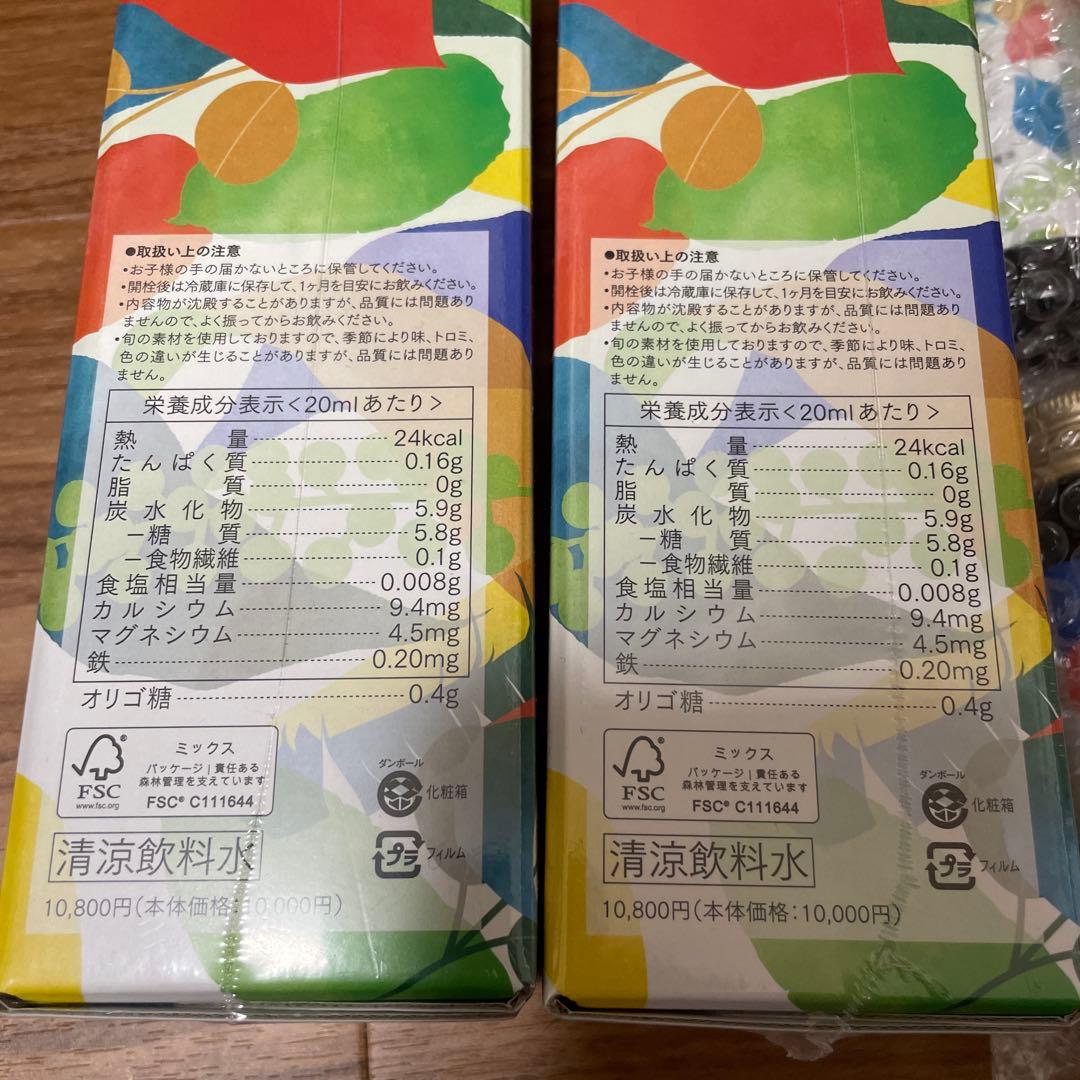 ●取扱い上の注意
・お子様の手の届かないところに保管してください。
・開栓後は冷蔵庫に保存して、1ヶ月を目安にお飲みください。
・内容物が沈殿することがありますが、品質には問題あり
ませんので、よく振ってからお飲みください。
・旬の素材を使用しておりますので、季節により味、トロミ、
色の違いが生じることがありますが、品質には問題あり
ません。
栄養成分表示<20mlあたり>
熱量 24kcal
たんぱく質 0.16g
脂質 0g
炭水化物 5.9g
－糖質 5.8g
－食物繊維 0.1g
食塩相当量 0.008g
カルシウム 9.4mg
マグネシウム 4.5mg
鉄 0.20mg
オリゴ糖 0.4g
FSC®
www.fsc.org
ミックス
パッケージ|責任ある
森林管理を支えています
FSC® C111644
ダンボール
化粧箱
プラ
フィルム
清涼飲料水
10,800円(本体価格:10,000円)
●取扱い上の注意
・お子様の手の届かないところに保管してください。
・開栓後は冷蔵庫に保存して、1ヶ月を目安にお飲みください。
・内容物が沈殿することがありますが、品質には問題あり
ませんので、よく振ってからお飲みください。
・旬の素材を使用しておりますので、季節により味、トロミ、
色の違いが生じることがありますが、品質には問題あり
ません。
栄養成分表示<20mlあたり>
熱量 24kcal
たんぱく質 0.16g
脂質 0g
炭水化物 5.9g
－糖質 5.8g
－食物繊維 0.1g
食塩相当量 0.008g
カルシウム 9.4mg
マグネシウム 4.5mg
鉄 0.20mg
オリゴ糖 0.4g
FSC®
www.fsc.org
ミックス
パッケージ|責任ある
森林管理を支えています
FSC® C111644
ダンボール
化粧箱
プラ
フィルム
清涼飲料水
10,800円(本体価格:10,000円)